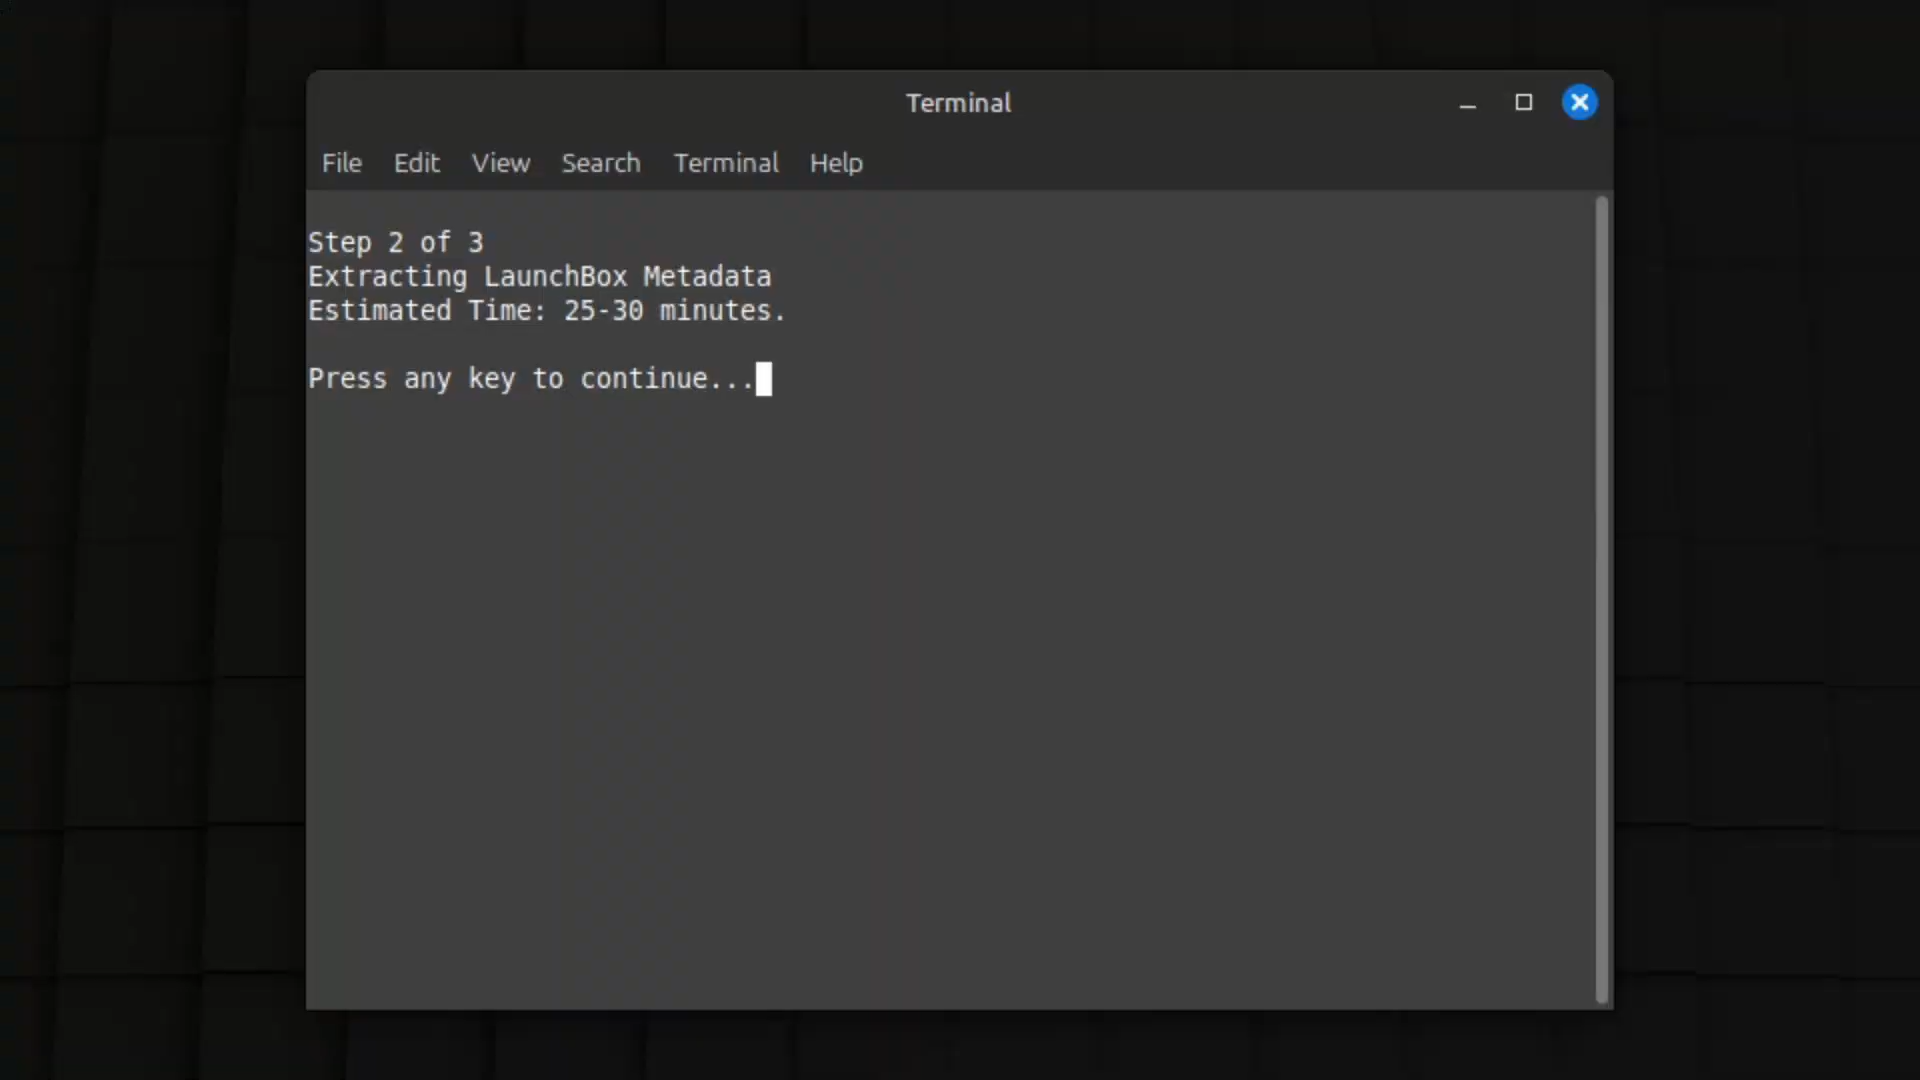 Terminal
File Edit View Search Terminal Help
Step 2 of 3
Extracting LaunchBox Metadata
Estimated Time: 25-30 minutes.
Press any key to continue...